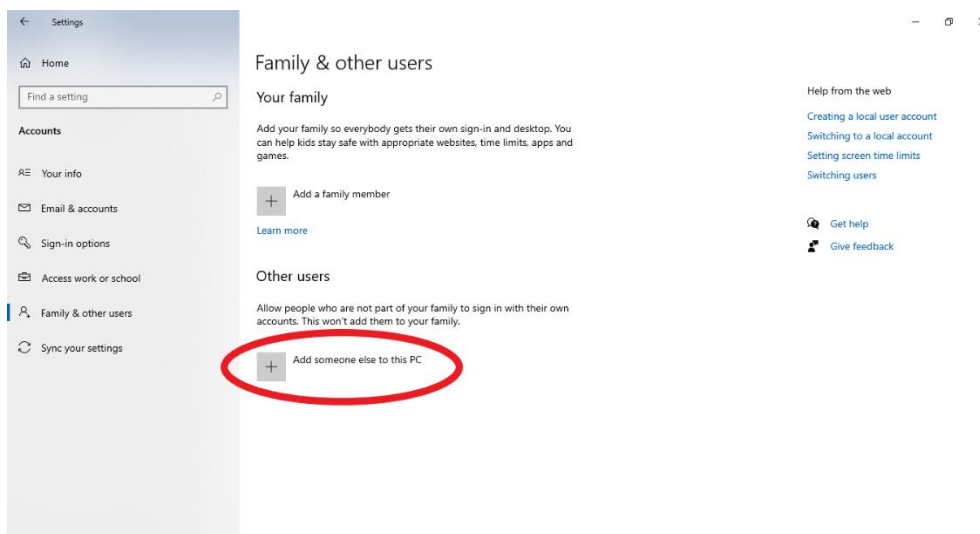 Settings
Home
Find a setting
Accounts
Your info
Email & accounts
Sign-in options
Access work or school
Family & other users
Sync your settings
Family & other users
Your family
Add your family so everybody gets their own sign-in and desktop. You
can help kids stay safe with appropriate websites, time limits, apps and
games.
Add a family member
Learn more
Other users
Allow people who are not part of your family to sign in with their own
accounts. This won't add them to your family.
Add someone else to this PC
Help from the web
Creating a local user account
Switching to a local account
Setting screen time limits
Switching users
Get help
Give feedback